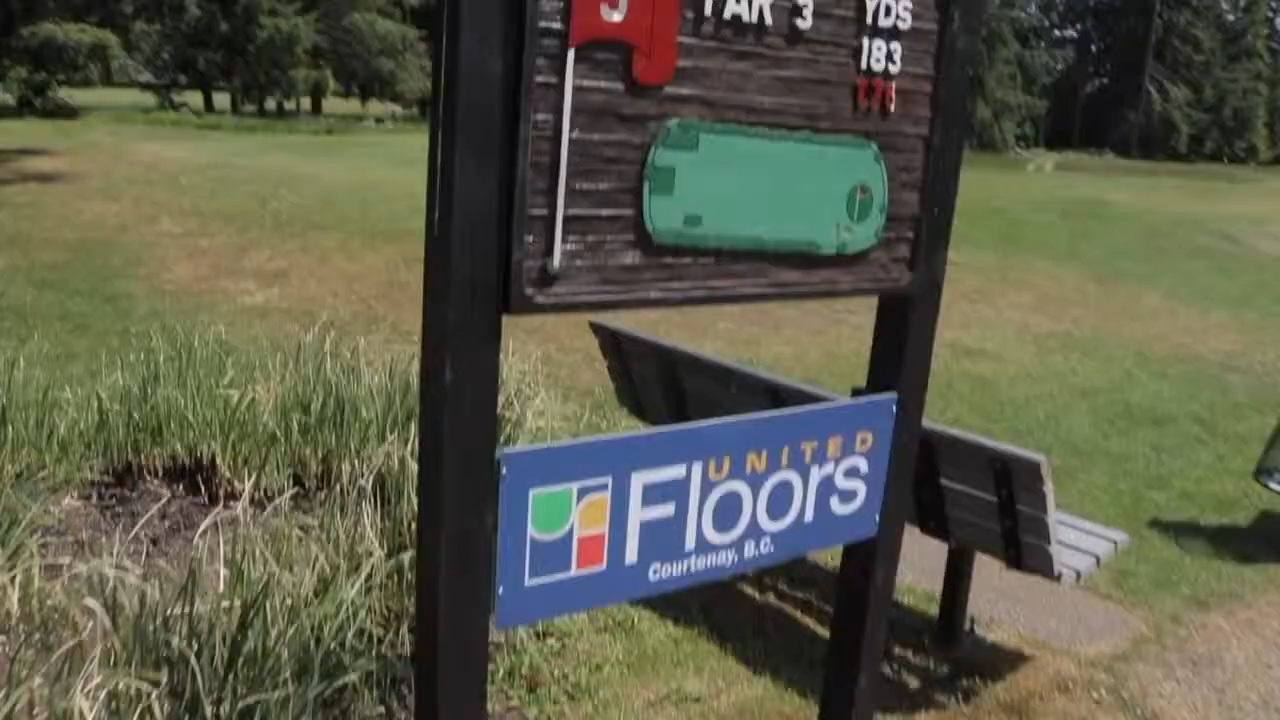 PAR 3
YDS
183
UNITED
Floors
Courtenay, B.C.